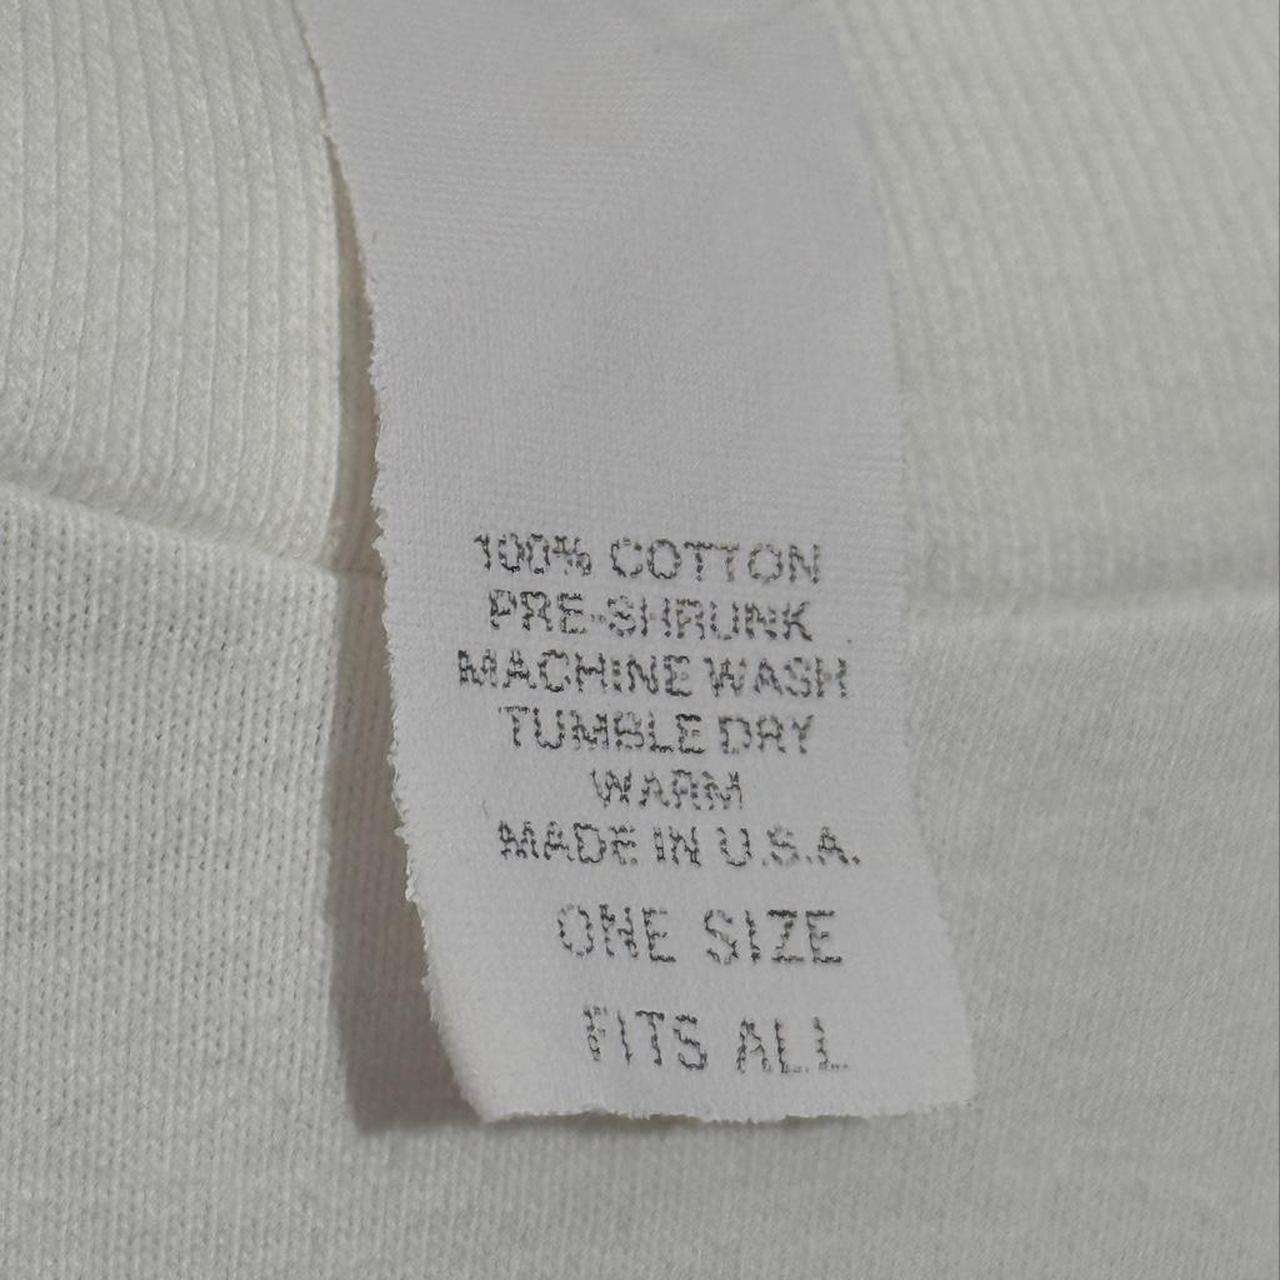 100% COTTON
PRE-SHRUNK
MACHINE WASH
TUMBLE DRY
WARM
MADE IN U.S.A.
ONE SIZE
FITS ALL